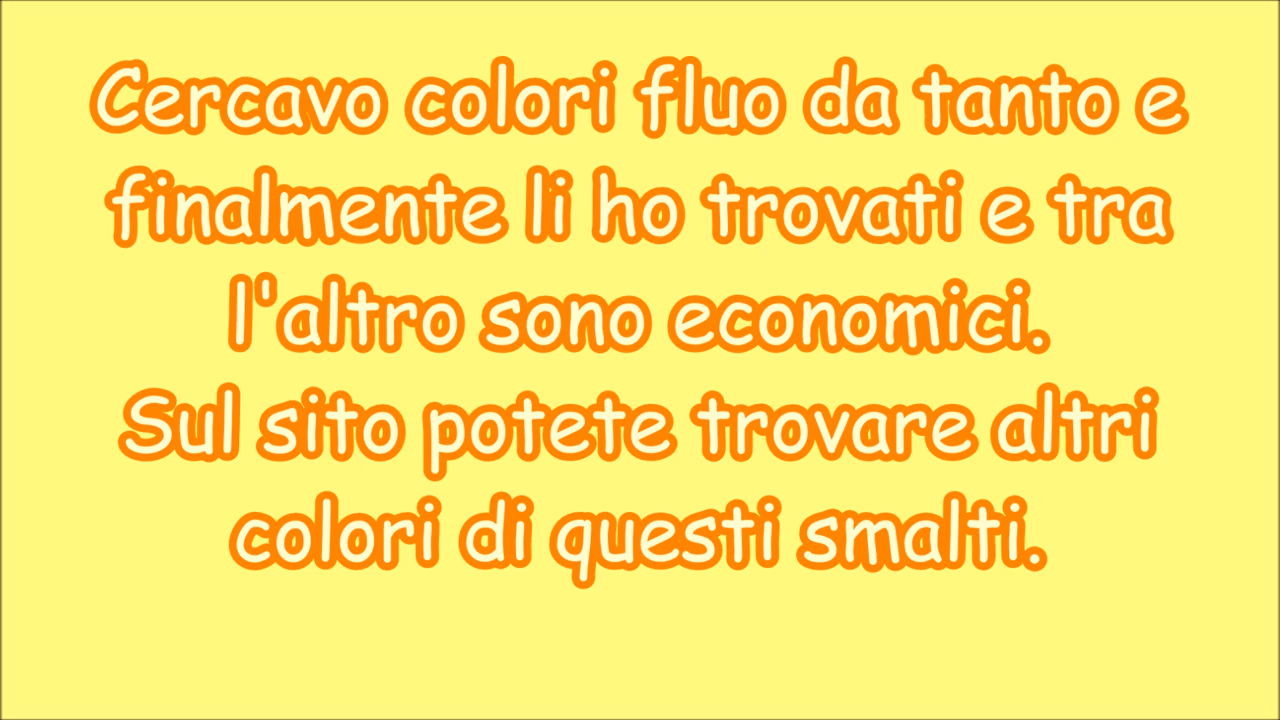 Cercavo colori fluo da tanto e
finalmente li ho trovati e tra
l'altro sono economici.
Sul sito potete trovare altri
colori di questi smalti.